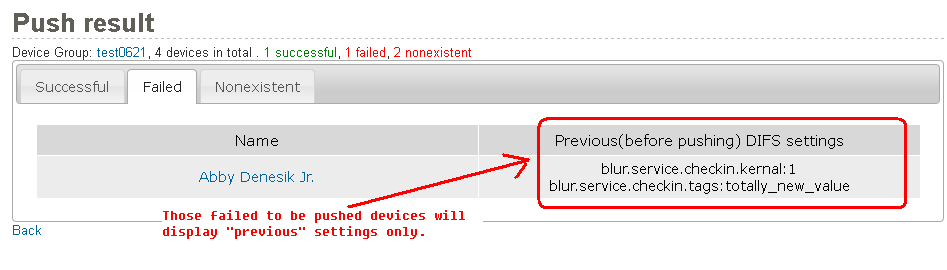 Push result
Device Group: test0621, 4 devices in total . 1 successful, 1 failed, 2 nonexistent
Successful Failed Nonexistent
Name Previous(before pushing) DIFS settings
Abby Denesik Jr. blur.service.checkin.kernal:1
blur.service.checkin.tags:totally_new_value
Those failed to be pushed devices will
display "previous" settings only.
Back